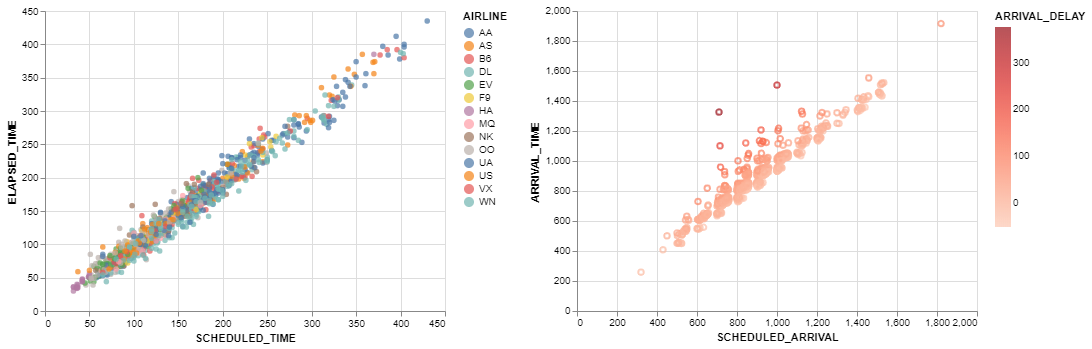 450
400
350
300
250
200
150
100
50
0
ELAPSED_TIME
0 50 100 150 200 250 300 350 400 450
SCHEDULED_TIME
AIRLINE
AA
AS
B6
DL
EV
F9
HA
MQ
NK
OO
UA
US
VX
WN
2,000
1,800
1,600
1,400
1,200
1,000
800
600
400
200
0
ARRIVAL_TIME
0 200 400 600 800 1,000 1,200 1,400 1,600 1,800 2,000
SCHEDULED_ARRIVAL
ARRIVAL_DELAY
300
200
100
0